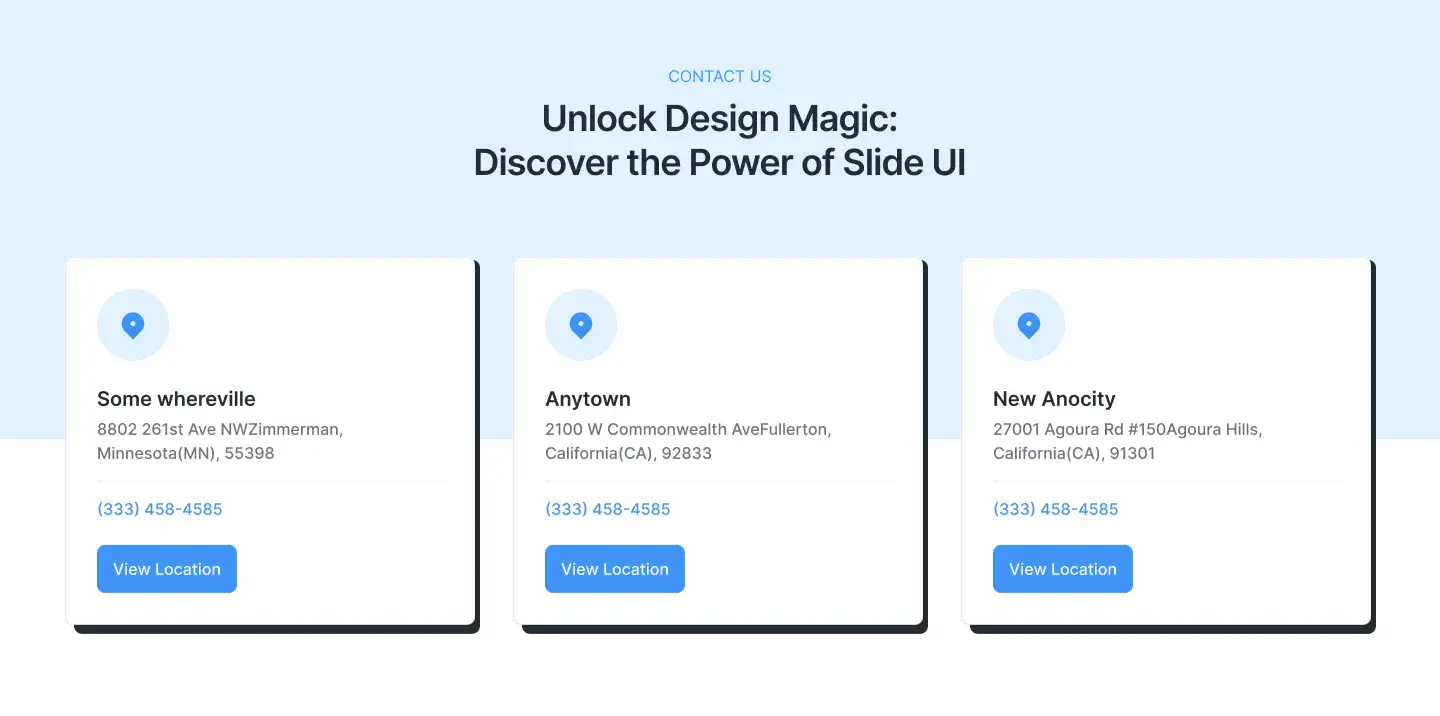 CONTACT US
Unlock Design Magic:
Discover the Power of Slide UI
Some whereville
8802 261st Ave NWZimmerman,
Minnesota(MN), 55398
(333) 458-4585
View Location
Anytown
2100 W Commonwealth AveFullerton,
California(CA), 92833
(333) 458-4585
View Location
New Anocity
27001 Agoura Rd #150Agoura Hills,
California(CA), 91301
(333) 458-4585
View Location